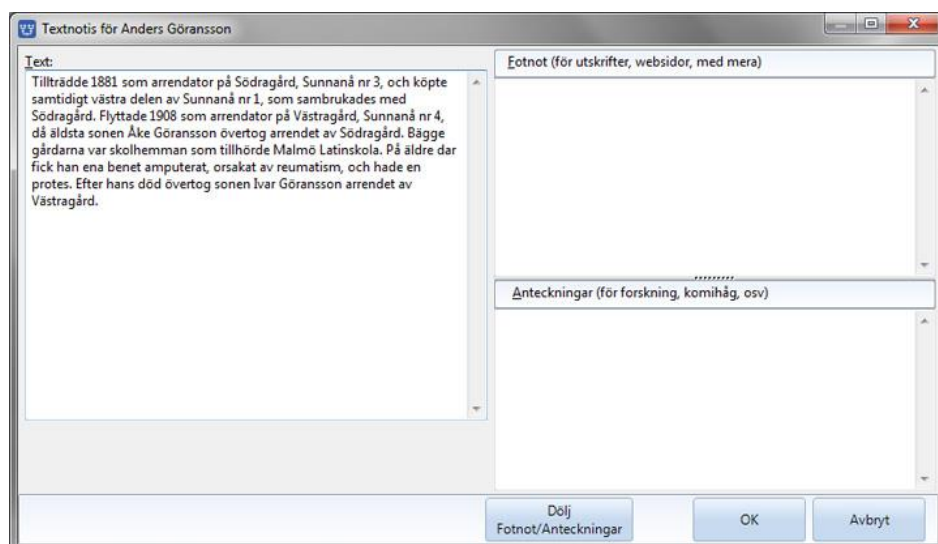 Textnotis för Anders Göransson
Text:
Tillträdde 1881 som arrendator på Södragård, Sunnanå nr 3, och köpte
samtidigt västra delen av Sunnanå nr 1, som sambrukades med
Södragård. Flyttade 1908 som arrendator på Västragård, Sunnanå nr 4,
då äldsta sonen Åke Göransson övertog arrendet av Södragård. Bägge
gårdarna var skolhemman som tillhörde Malmö Latinskola. På äldre dar
fick han ena benet amputerat, orsakat av reumatism, och hade en
protes. Efter hans död övertog sonen Ivar Göransson arrendet av
Västragård.
Fotnot (för utskrifter, websidor, med mera)
Anteckningar (för forskning, komihåg, osv)
Dölj
Fotnot/Anteckningar
OK
Avbryt